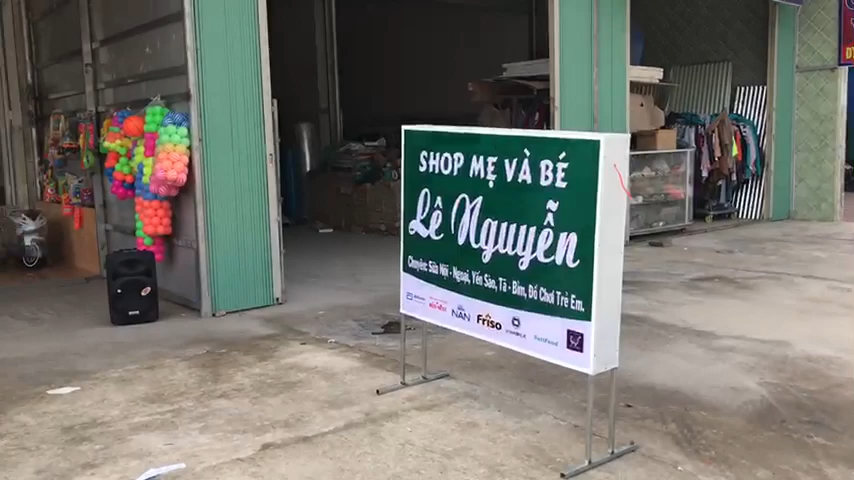 SHOP MẸ VÀ BÉ
Lê Nguyễn
Chuyên: Sữa Nội - Ngoại, Yến Sào, Tã - Bỉm, Đồ Chơi Trẻ Em.
NAN Friso